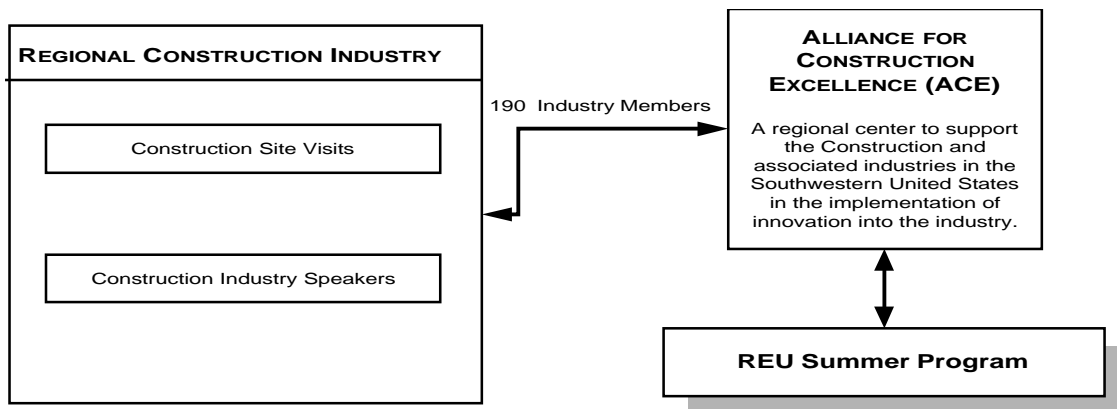 REGIONAL CONSTRUCTION INDUSTRY
Construction Site Visits
Construction Industry Speakers
190 Industry Members
ALLIANCE FOR
CONSTRUCTION
EXCELLENCE (ACE)
A regional center to support
the Construction and
associated industries in the
Southwestern United States
in the implementation of
innovation into the industry.
REU Summer Program